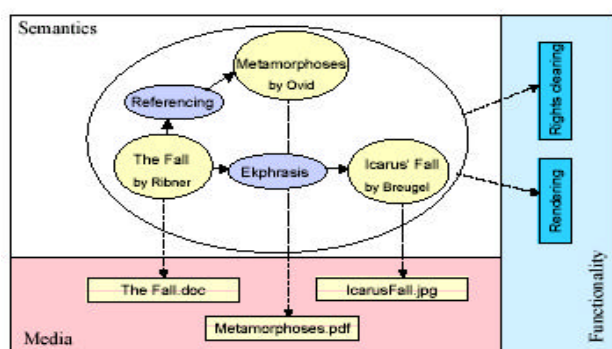 Semantics
Metamorphoses
by Ovid
Referencing
The Fall
by Ribner
Ekphrasis
Icarus' Fall
by Breugel
Rights clearing
Rendering
Functionality
The Fall.doc
IcarusFall.jpg
Metamorphoses.pdf
Media